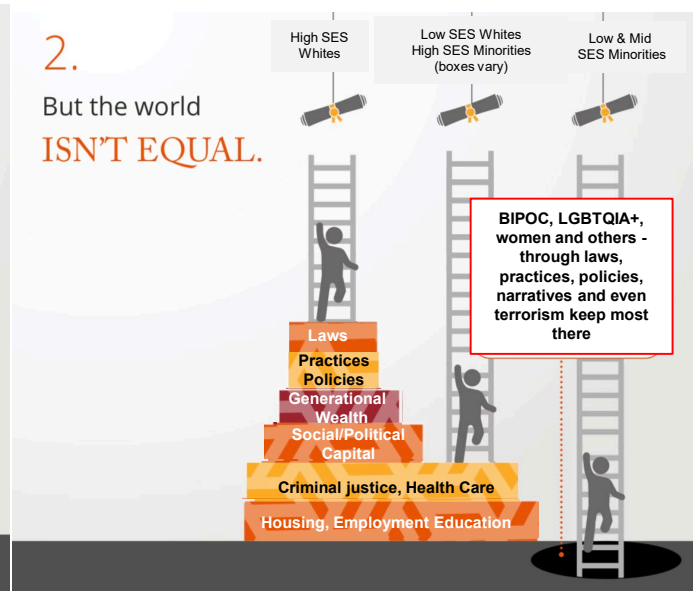 2.
But the world
ISN'T EQUAL.
High SES
Whites
Low SES Whites
High SES Minorities
(boxes vary)
Low & Mid
SES Minorities
BIPOC, LGBTQIA+,
women and others -
through laws,
practices, policies,
narratives and even
terrorism keep most
there
Laws
Practices
Policies
Generational
Wealth
Social/Political
Capital
Criminal justice, Health Care
Housing, Employment Education